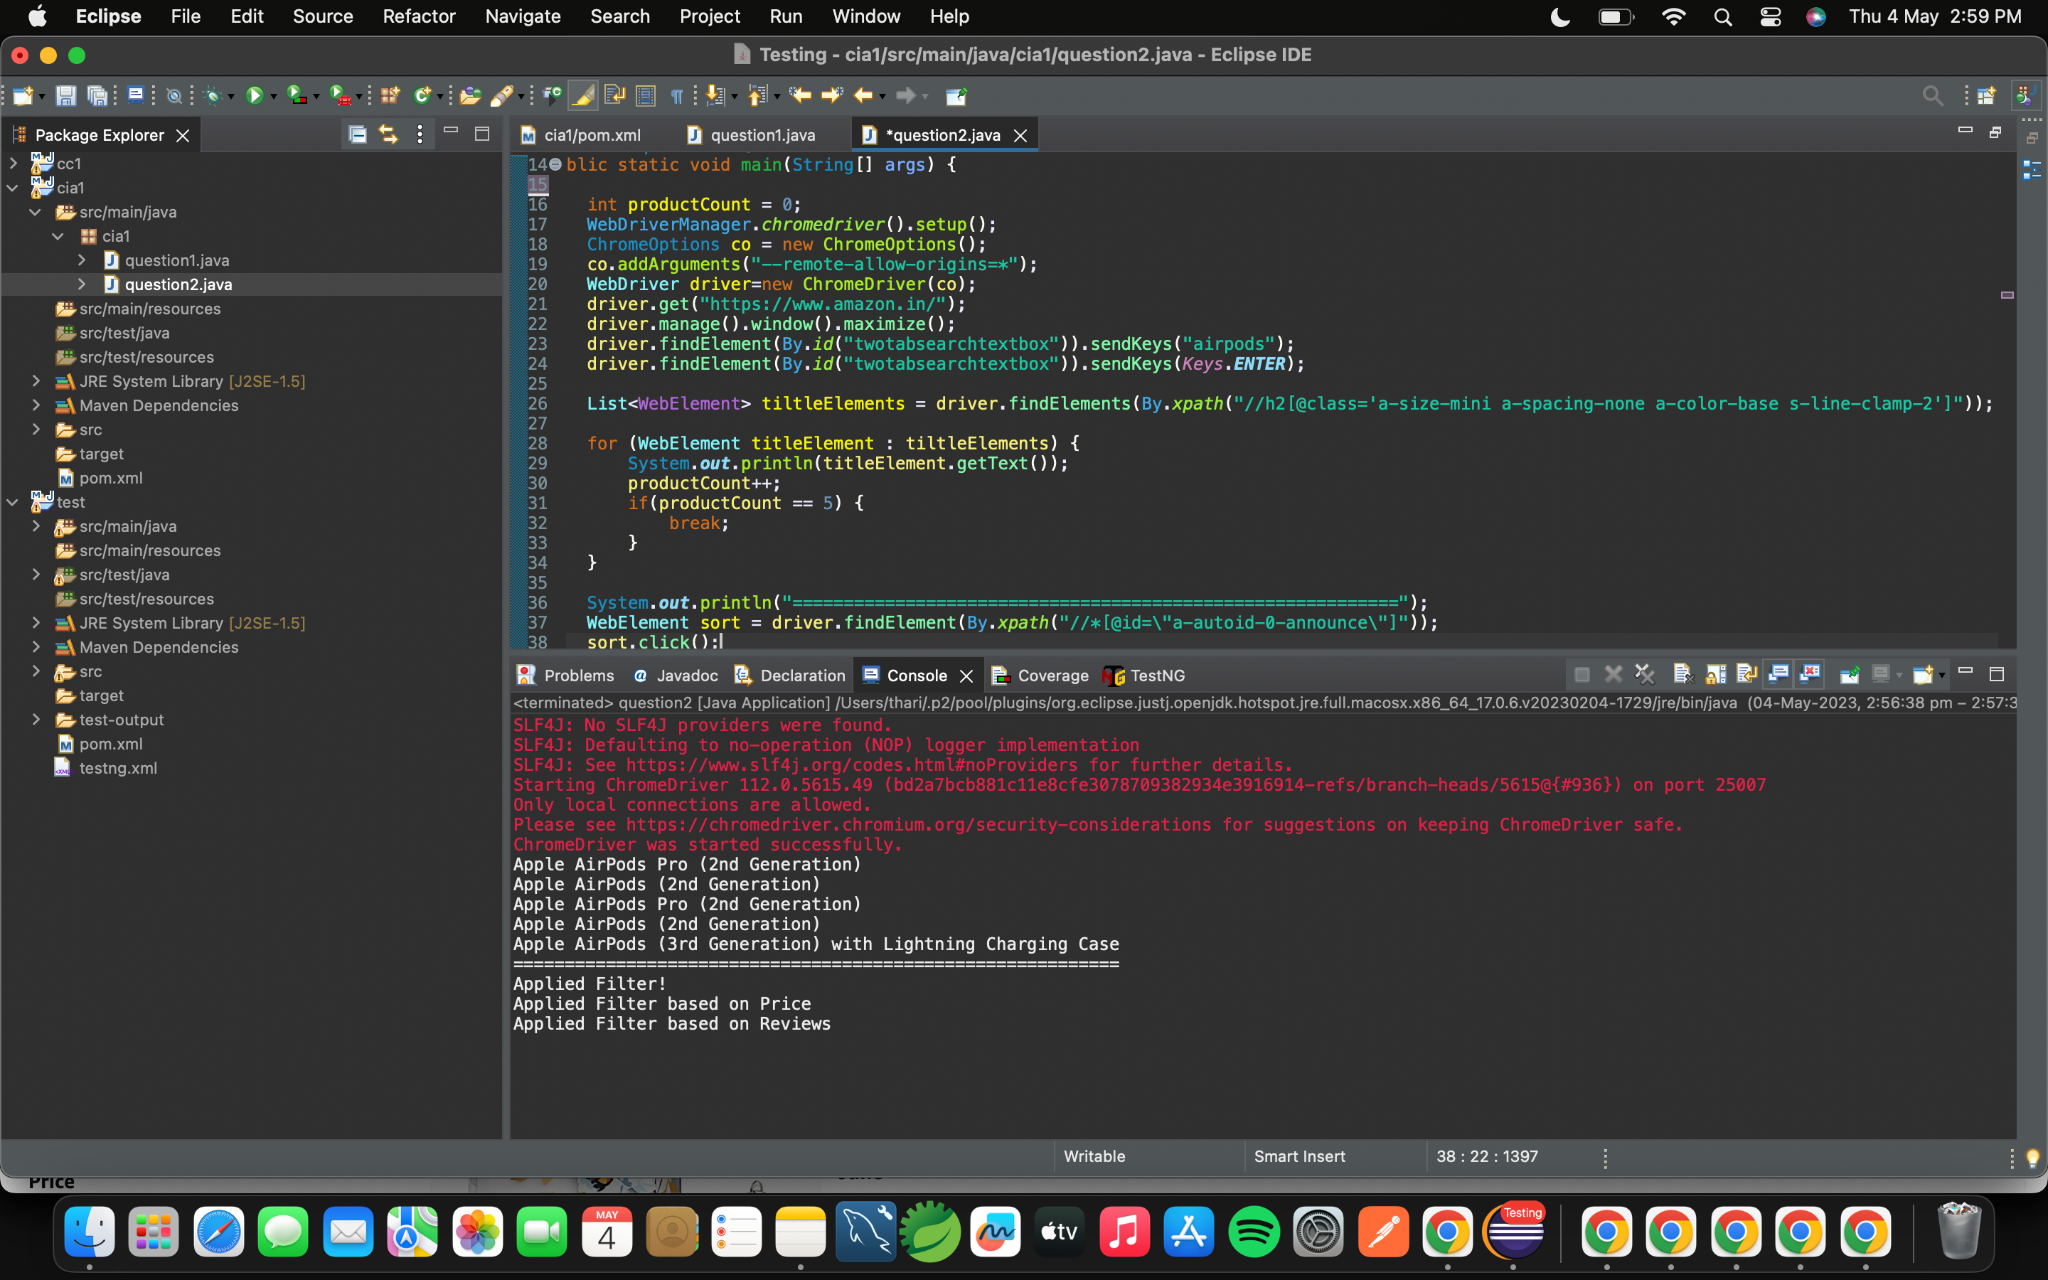 Eclipse File Edit Source Refactor Navigate Search Project Run Window Help Thu 4 May 2:59 PM
Testing - cia1/src/main/java/cia1/question2.java - Eclipse IDE
Package Explorer
cia1/pom.xml question1.java *question2.java
cc1
cia1
src/main/java
cia1
question1.java
question2.java
src/main/resources
src/test/java
src/test/resources
JRE System Library [J2SE-1.5]
Maven Dependencies
src
target
pom.xml
test
src/main/java
src/main/resources
src/test/java
src/test/resources
JRE System Library [J2SE-1.5]
Maven Dependencies
src
target
test-output
pom.xml
testng.xml
14 blic static void main(String[] args) {
15
16 int productCount = 0;
17 WebDriverManager.chromedriver().setup();
18 ChromeOptions co = new ChromeOptions();
19 co.addArguments("--remote-allow-origins=*");
20 WebDriver driver=new ChromeDriver(co);
21 driver.get("https://www.amazon.in/");
22 driver.manage().window().maximize();
23 driver.findElement(By.id("twotabsearchtextbox")).sendKeys("airpods");
24 driver.findElement(By.id("twotabsearchtextbox")).sendKeys(Keys.ENTER);
25
26 List<WebElement> tiltleElements = driver.findElements(By.xpath("//h2[@class='a-size-mini a-spacing-none a-color-base s-line-clamp-2']"));
27
28 for (WebElement titleElement : tiltleElements) {
29 System.out.println(titleElement.getText());
30 productCount++;
31 if(productCount == 5) {
32 break;
33 }
34 }
35
36 System.out.println("===========================================================");
37 WebElement sort = driver.findElement(By.xpath("//*[@id=\"a-autoid-0-announce\"]"));
38 sort.click();
Problems Javadoc Declaration Console Coverage TestNG
<terminated> question2 [Java Application] /Users/thari/.p2/pool/plugins/org.eclipse.justj.openjdk.hotspot.jre.full.macosx.x86_64_17.0.6.v20230204-1729/jre/bin/java (04-May-2023, 2:56:38 pm – 2:57:3
SLF4J: No SLF4J providers were found.
SLF4J: Defaulting to no-operation (NOP) logger implementation
SLF4J: See https://www.slf4j.org/codes.html#noProviders for further details.
Starting ChromeDriver 112.0.5615.49 (bd2a7bcb881c11e8cfe3078709382934e3916914-refs/branch-heads/5615@{#936}) on port 25007
Only local connections are allowed.
Please see https://chromedriver.chromium.org/security-considerations for suggestions on keeping ChromeDriver safe.
ChromeDriver was started successfully.
Apple AirPods Pro (2nd Generation)
Apple AirPods (2nd Generation)
Apple AirPods Pro (2nd Generation)
Apple AirPods (2nd Generation)
Apple AirPods (3rd Generation) with Lightning Charging Case
===========================================================
Applied Filter!
Applied Filter based on Price
Applied Filter based on Reviews
Writable Smart Insert 38 : 22 : 1397
Price
MAY
4
tv
Testing